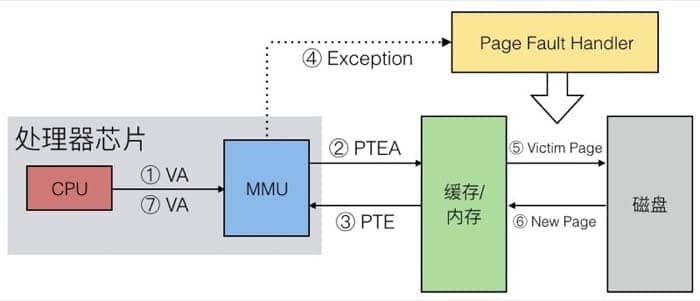 ④ Exception
Page Fault Handler
处理器芯片
CPU
① VA
⑦ VA
MMU
② PTEA
③ PTE
缓存/
内存
⑤ Victim Page
⑥ New Page
磁盘